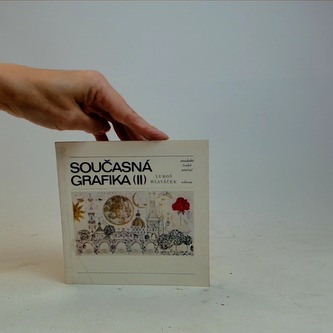 SOUČASNÁ
GRAFIKA (II)
LUBOŠ
HLAVÁČEK